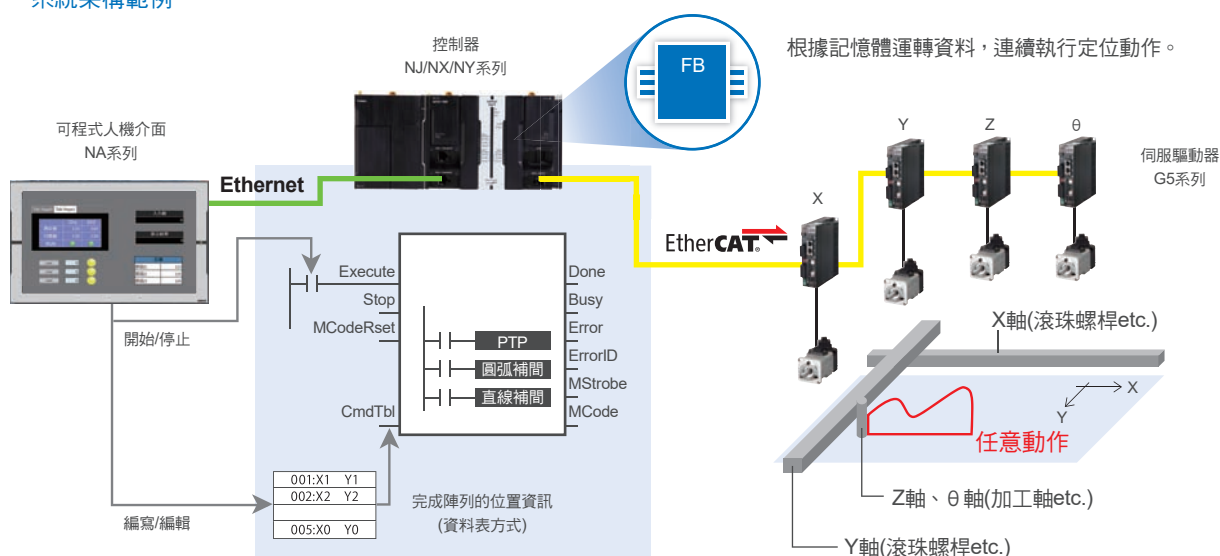 系統架構範例
控制器
NJ/NX/NY系列
FB
根據記憶體運轉資料，連續執行定位動作。
可程式人機介面
NA系列
Ethernet
Y
Z
θ
伺服驅動器
G5系列
X
EtherCAT®
Execute
Stop
MCodeRset
CmdTbl
PTP
圓弧補間
直線補間
Done
Busy
Error
ErrorID
MStrobe
MCode
開始/停止
X軸(滾珠螺桿etc.)
X
Y
任意動作
001:X1 Y1
002:X2 Y2
005:X0 Y0
完成陣列的位置資訊
(資料表方式)
編寫/編輯
Z軸、θ軸(加工軸etc.)
Y軸(滾珠螺桿etc.)